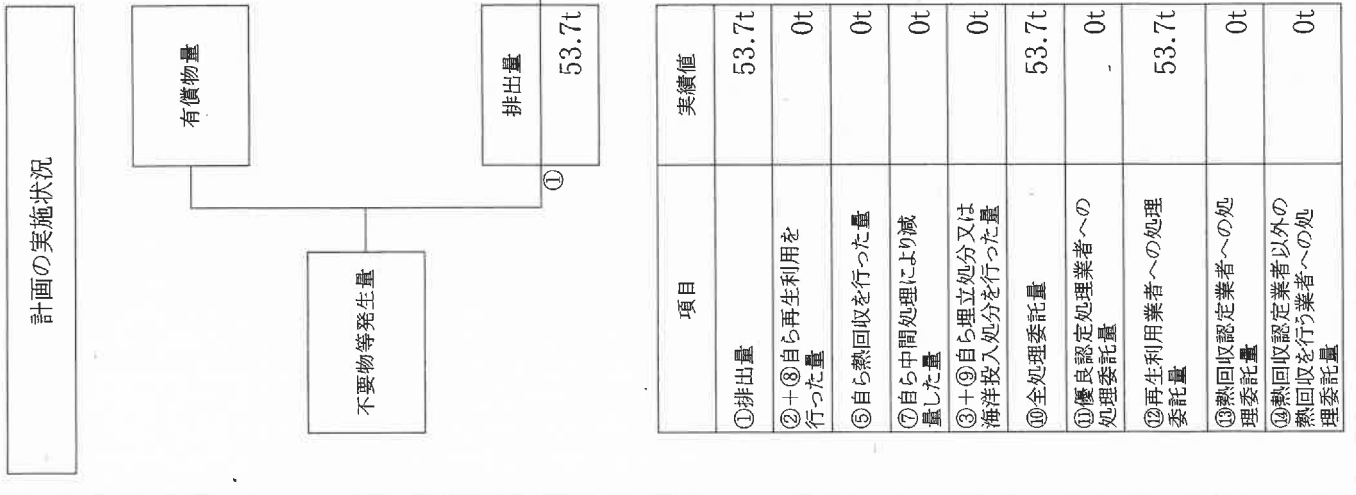 計画の実施状況
有償物量
不要物等発生量
①
排出量
53.7t
項目
実績値
①排出量
53.7t
②+⑧自ら再生利用を
行った量
0t
⑤自ら熱回収を行った量
0t
⑦自ら中間処理により減
量した量
0t
③+⑨自ら埋立処分又は
海洋投入処分を行った量
0t
⑩全処理委託量
53.7t
⑪優良認定処理業者への
処理委託量
0t
⑫再生利用業者への処理
委託量
53.7t
⑬熱回収認定業者への処
理委託量
0t
⑭熱回収認定業者以外の
熱回収を行う業者への処
理委託量
0t